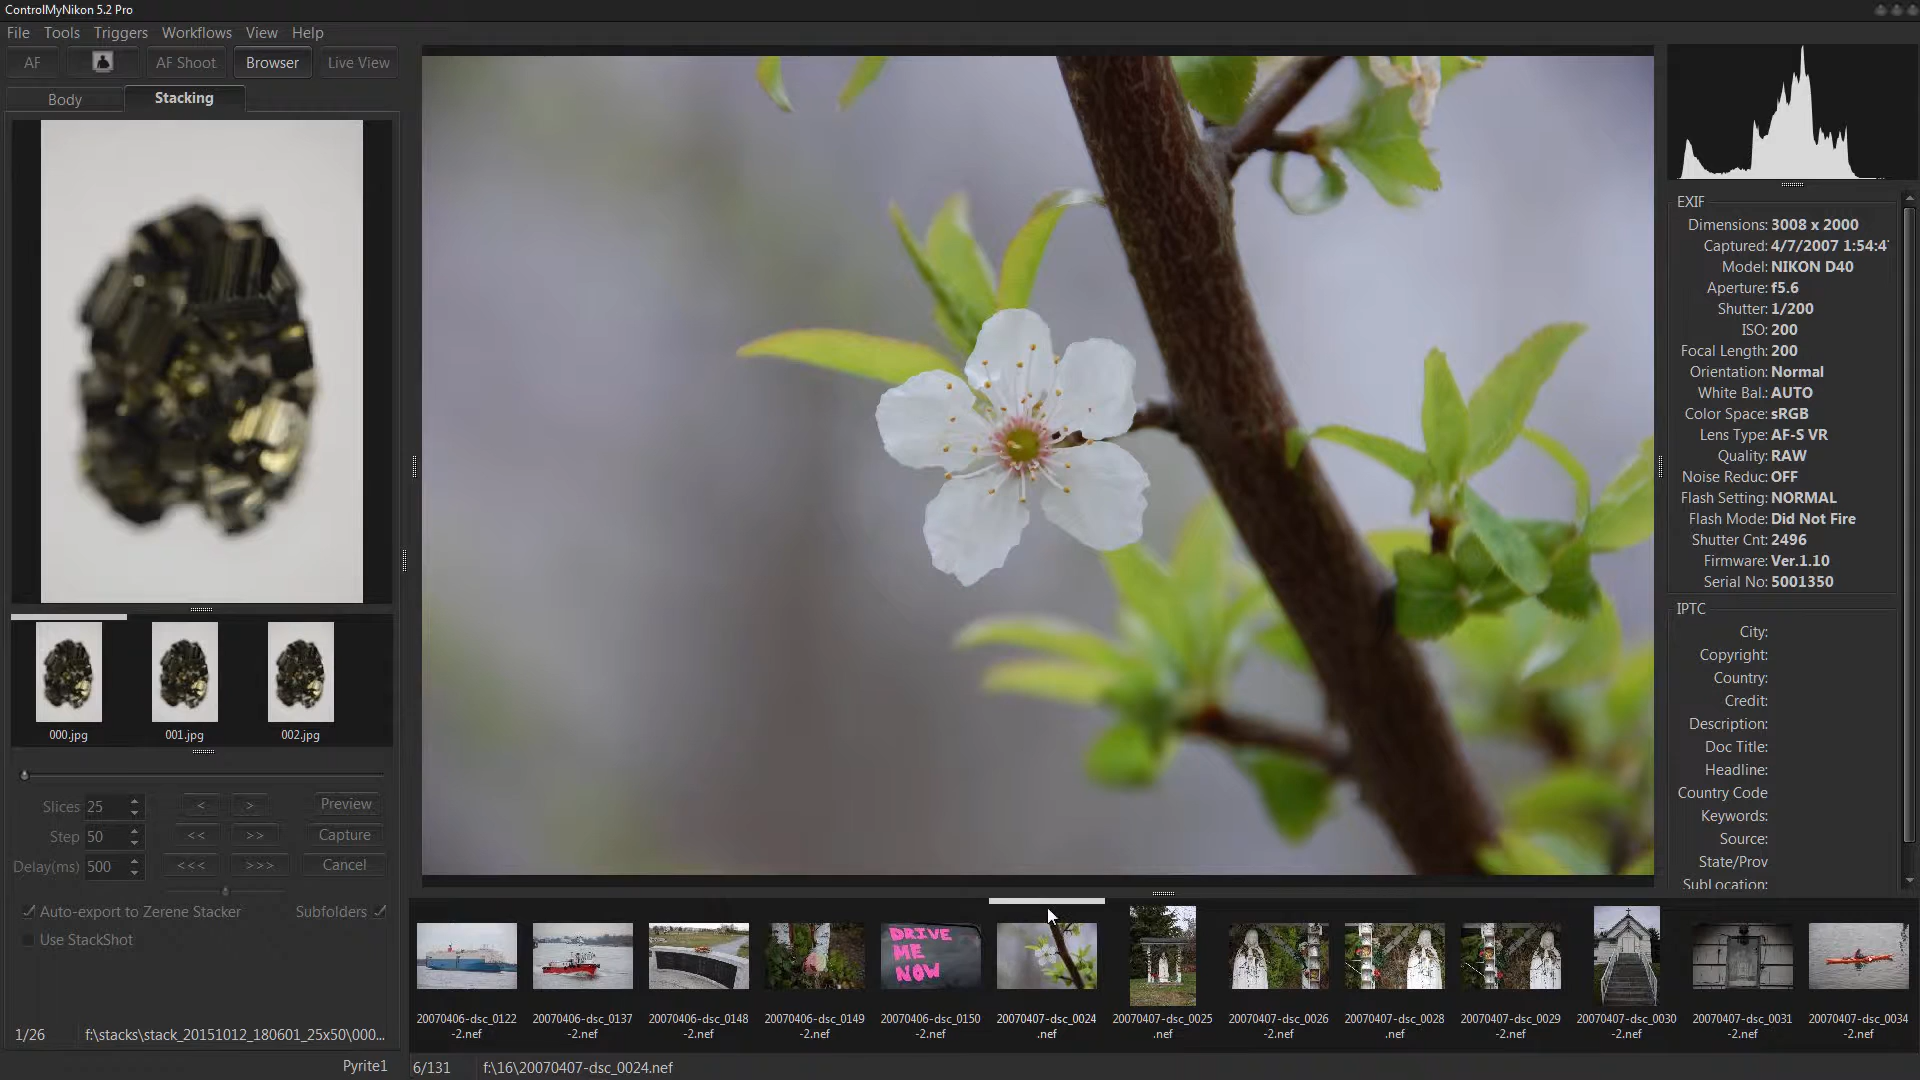 ControlMyNikon 5.2 Pro
File Tools Triggers Workflows View Help
AF AF Shoot Browser Live View
Body Stacking
000.jpg 001.jpg 002.jpg
Slices 25 < > Preview
Step 50 << >> Capture
Delay(ms) 500 <<< >>> Cancel
Auto-export to Zerene Stacker Subfolders
Use StackShot
1/26 f:\stacks\stack_20151012_180601_25x50\000...
Pyrite1
EXIF
Dimensions: 3008 x 2000
Captured: 4/7/2007 1:54:4
Model: NIKON D40
Aperture: f5.6
Shutter: 1/200
ISO: 200
Focal Length: 200
Orientation: Normal
White Bal.: AUTO
Color Space: sRGB
Lens Type: AF-S VR
Quality: RAW
Noise Reduc: OFF
Flash Setting: NORMAL
Flash Mode: Did Not Fire
Shutter Cnt: 2496
Firmware: Ver.1.10
Serial No: 5001350
IPTC
City:
Copyright:
Country:
Credit:
Description:
Doc Title:
Headline:
Country Code
Keywords:
Source:
State/Prov
SubLocation:
DRIVE
ME
NOW
20070406-dsc_0122 20070406-dsc_0137 20070406-dsc_0148 20070406-dsc_0149 20070406-dsc_0150 20070407-dsc_0024 20070407-dsc_0025 20070407-dsc_0026 20070407-dsc_0028 20070407-dsc_0029 20070407-dsc_0030 20070407-dsc_0031 20070407-dsc_0034
-2.nef -2.nef -2.nef -2.nef -2.nef .nef .nef -2.nef .nef -2.nef -2.nef -2.nef -2.nef
6/131 f:\16\20070407-dsc_0024.nef